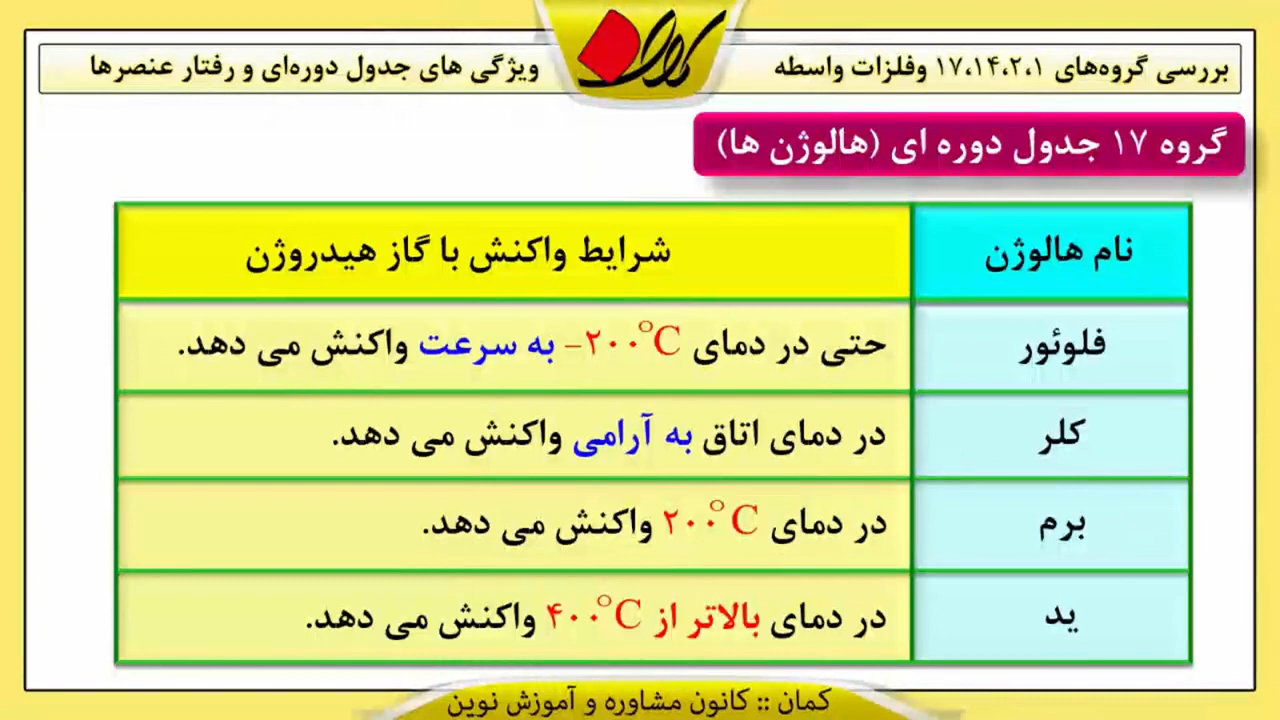 بررسی گروه‌های ۱،۲،۱۴،۱۷ وفلزات واسطه
کمان
ویژگی های جدول دوره‌ای و رفتار عنصرها
گروه ۱۷ جدول دوره ای (هالوژن ها)
نام هالوژن شرایط واکنش با گاز هیدروژن
فلوئور حتی در دمای ۲۰۰°C- به سرعت واکنش می دهد.
کلر در دمای اتاق به آرامی واکنش می دهد.
برم در دمای ۲۰۰°C واکنش می دهد.
ید در دمای بالاتر از ۴۰۰°C واکنش می دهد.
کمان :: کانون مشاوره و آموزش نوین